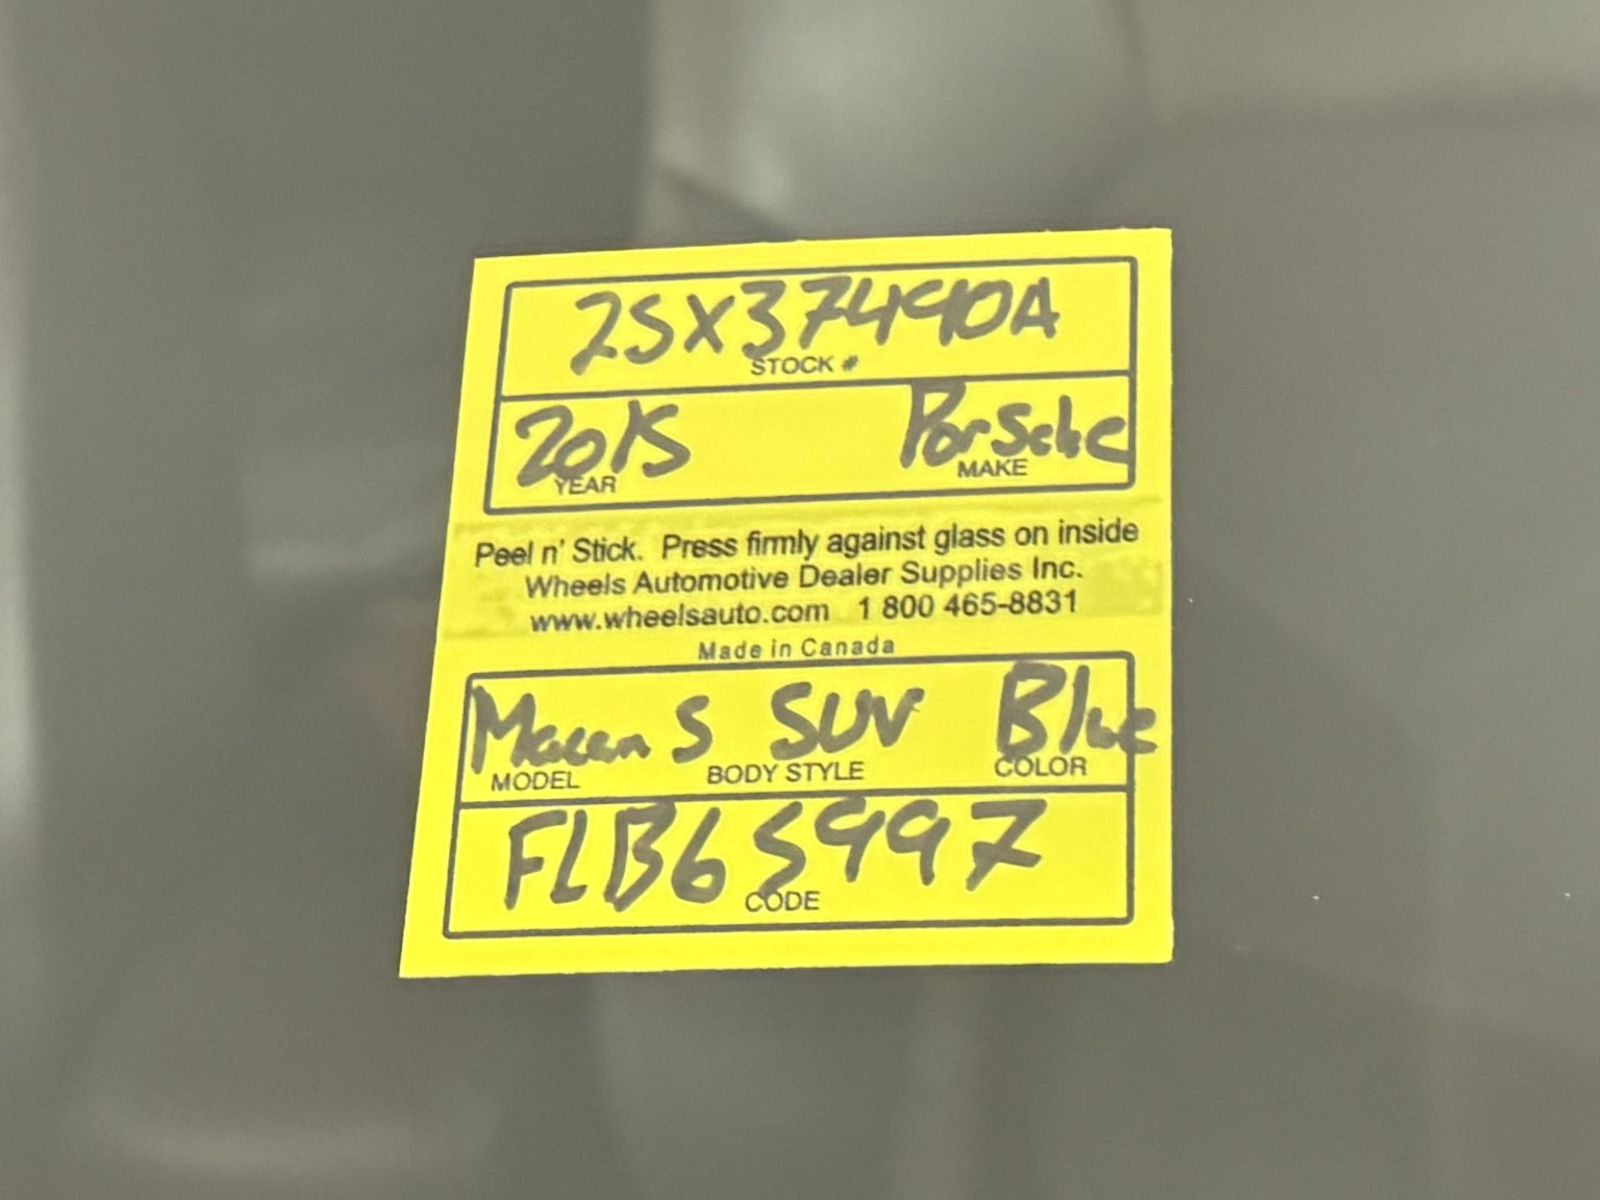 25X37490A
STOCK #
2015 Porsche
YEAR MAKE
Peel n' Stick. Press firmly against glass on inside
Wheels Automotive Dealer Supplies Inc.
www.wheelsauto.com 1 800 465-8831
Made in Canada
Macan S SUV Blue
MODEL BODY STYLE COLOR
FLB65997
CODE